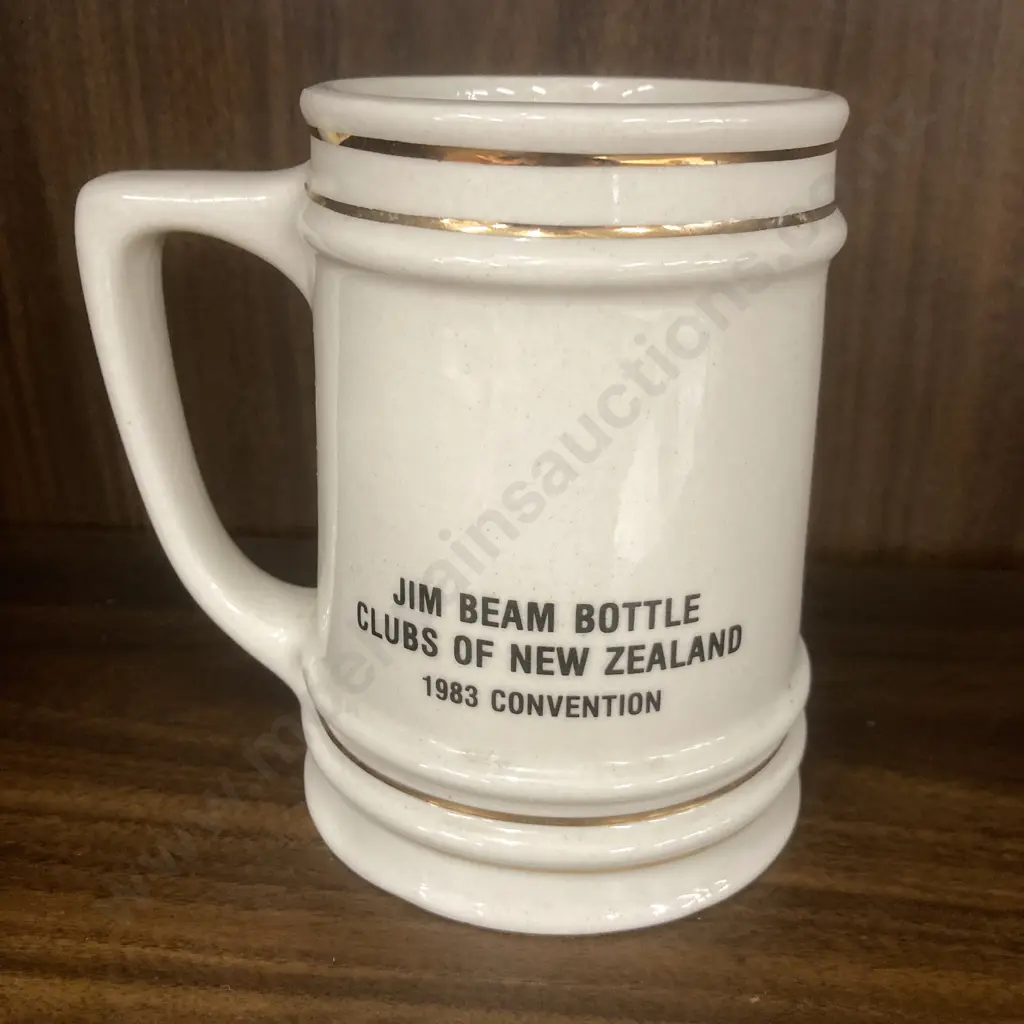 JIM BEAM BOTTLE
CLUBS OF NEW ZEALAND
1983 CONVENTION